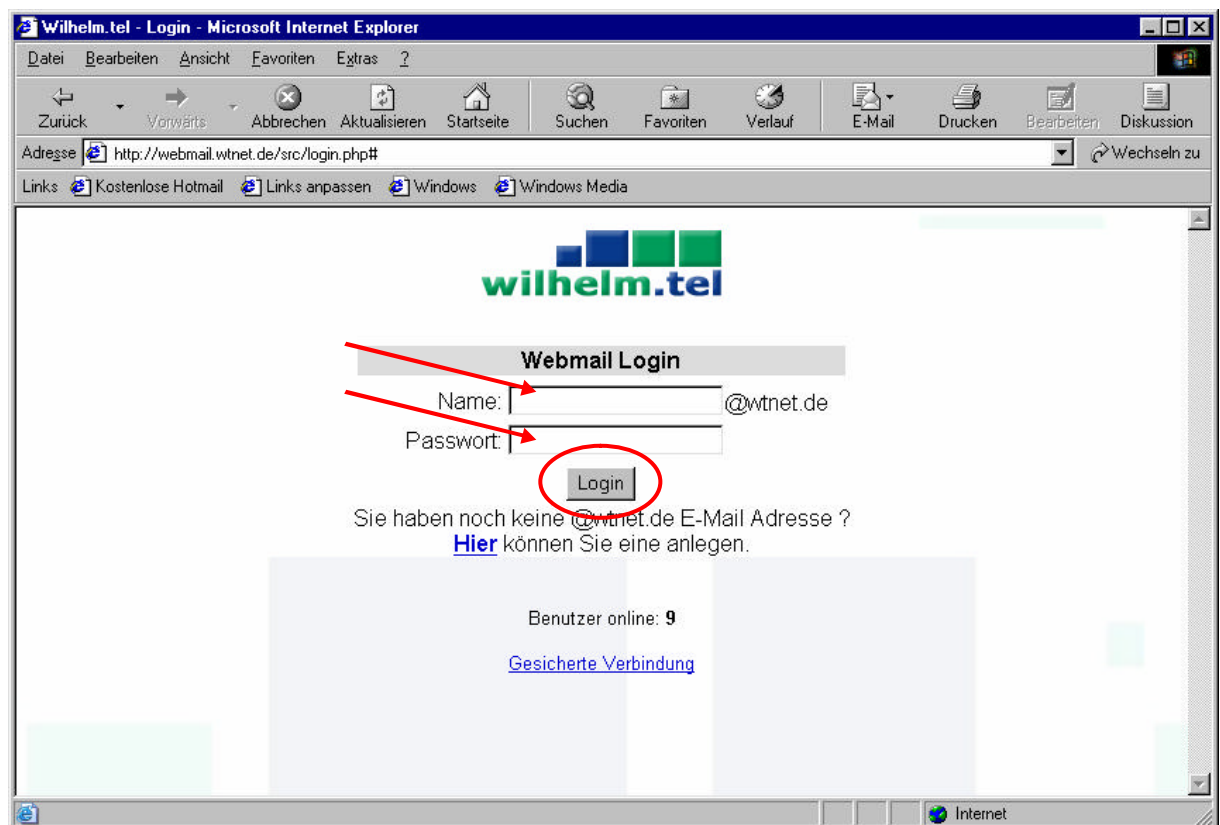 Wilhelm.tel - Login - Microsoft Internet Explorer
Datei Bearbeiten Ansicht Favoriten Extras ?
Zurück Vorwärts Abbrechen Aktualisieren Startseite Suchen Favoriten Verlauf E-Mail Drucken Bearbeiten Diskussion
Adresse http://webmail.wtnet.de/src/login.php# Wechseln zu
Links Kostenlose Hotmail Links anpassen Windows Windows Media
wilhelm.tel
Webmail Login
Name: @wtnet.de
Passwort:
Login
Sie haben noch keine @wtnet.de E-Mail Adresse ?
Hier können Sie eine anlegen.
Benutzer online: 9
Gesicherte Verbindung
Internet